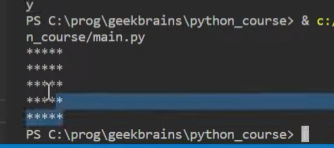 y
PS C:\prog\geekbrains\python_course> & c:/
n_course/main.py
*****
*****
*****
*****
*****
PS C:\prog\geekbrains\python_course>